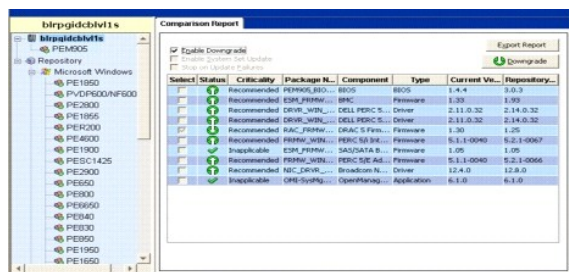 blrpgidcblvl1s
blrpgidcblvl1s
PEM905
Repository
Microsoft Windows
PE1850
PVDP600/NF600
PE2800
PE1855
PER200
PE4600
PE1900
PESC1425
PE2900
PE650
PE800
PE6650
PE840
PE830
PE850
PE1950
PE1650
Comparison Report
Enable Downgrade
Enable System Set Update
Stop on Update Failures
Export Report
Downgrade
Select Status Criticality Package N... Component Type Current Ve... Repository...
Recommended PEM905_BIO... BIOS BIOS 1.4.4 3.0.3
Recommended ESM_FRMW... BMC Firmware 1.33 1.93
Recommended DRVR_WIN_... DELL PERC 5... Driver 2.11.0.32 2.14.0.32
Recommended DRVR_WIN_... DELL PERC 5... Driver 2.11.0.32 2.14.0.32
Recommended RAC_FRMW... DRAC 5 Firm... Firmware 1.30 1.25
Recommended FRMW_WIN... PERC 5/i Int... Firmware 5.1.1-0040 5.2.1-0067
Inapplicable ESM_FRMW... SAS/SATA B... Firmware 1.05 1.05
Recommended FRMW_WIN... PERC 5/E Ad... Firmware 5.1.1-0040 5.2.1-0066
Recommended NIC_DRVR_... Broadcom N... Driver 12.4.0 12.8.0
Inapplicable OMI-SysMg... OpenManag... Application 6.1.0 6.1.0